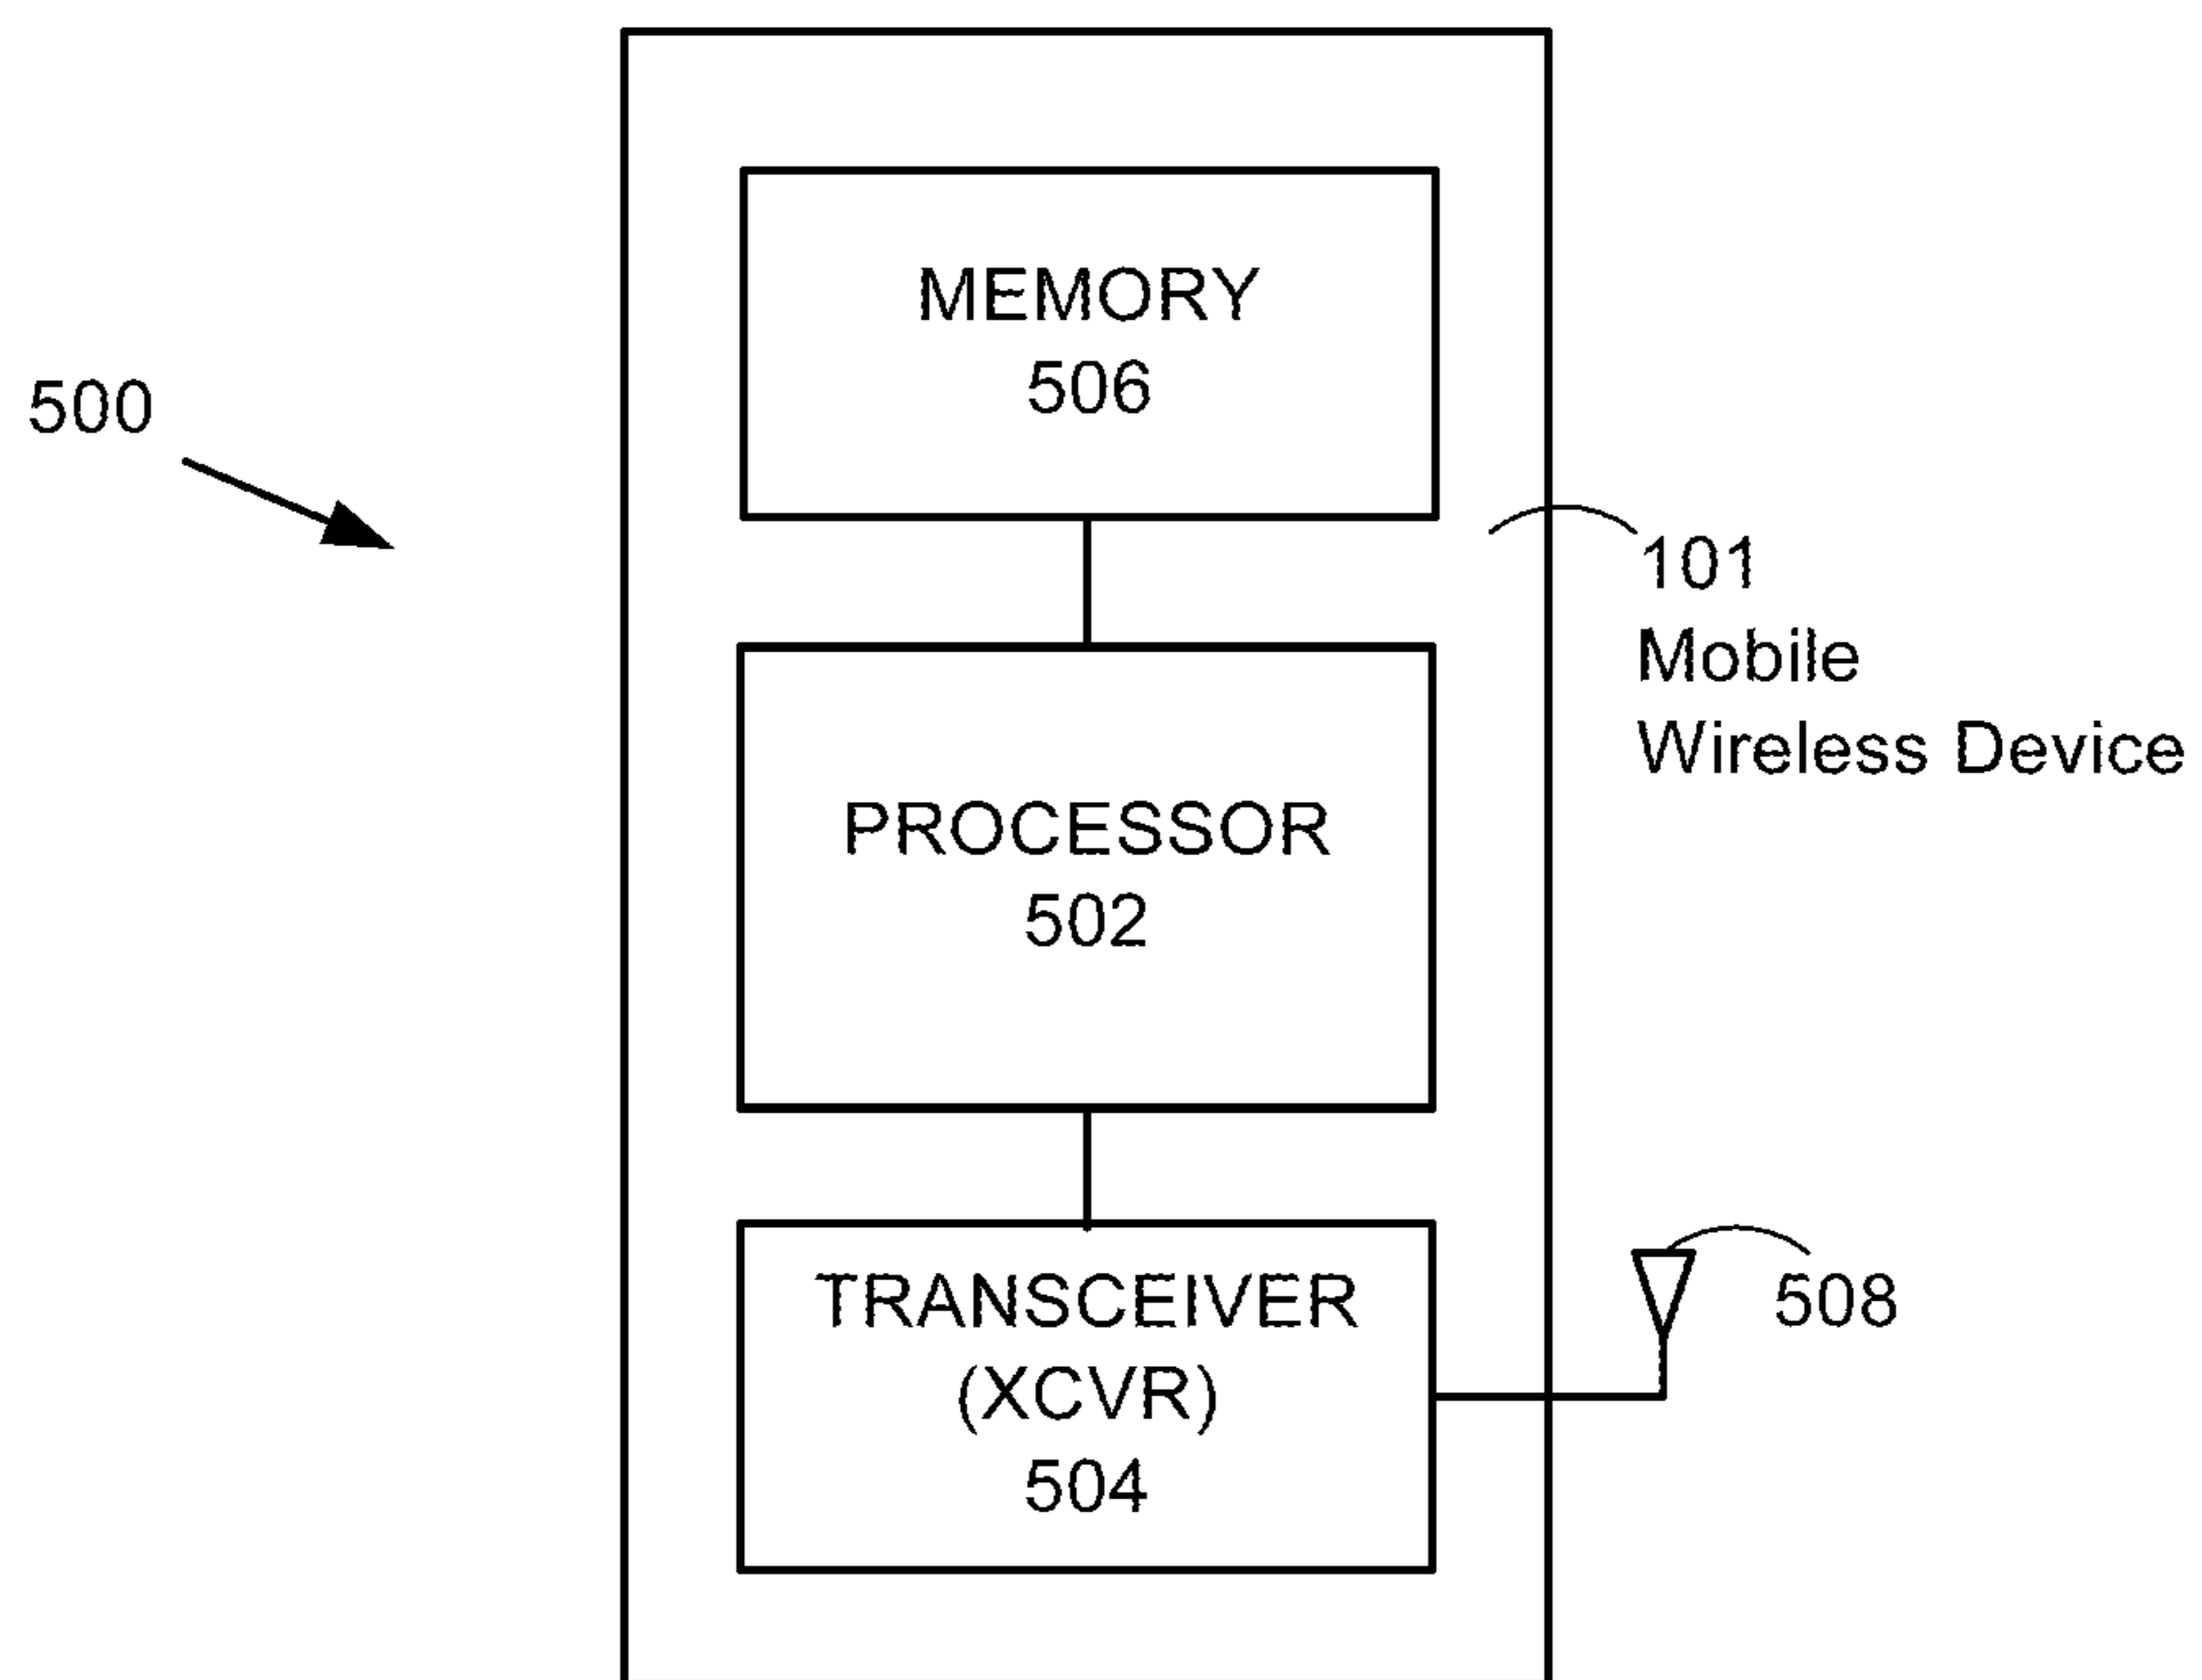 MEMORY
506
500
101
Mobile
Wireless Device
PROCESSOR
502
TRANSCEIVER
(XCVR)
504
508